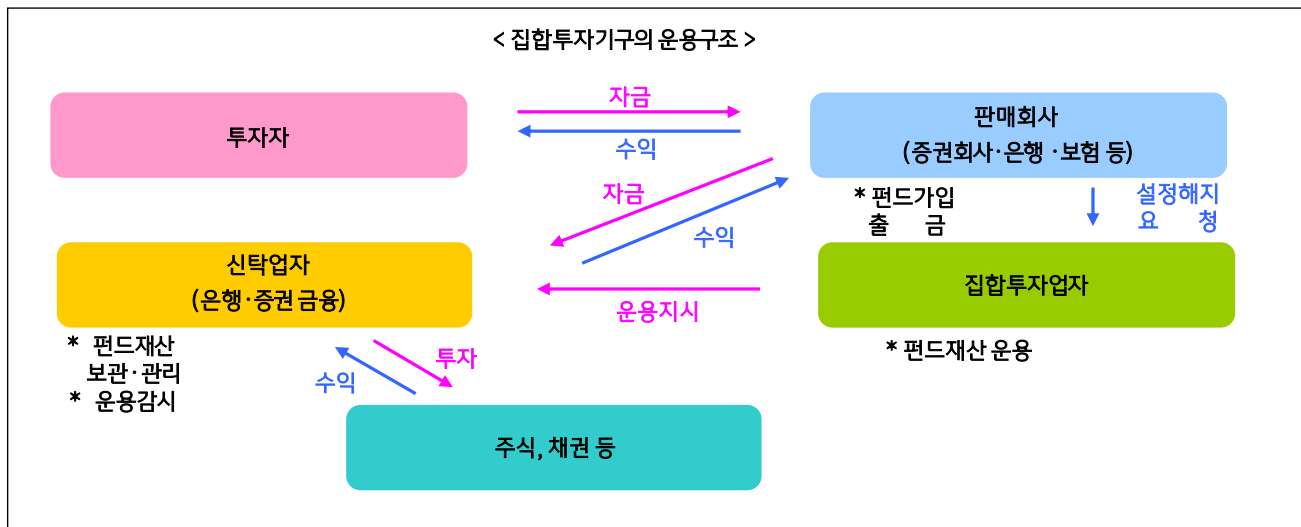 < 집합투자기구의 운용구조 >
자금
투자자
수익
판매회사
(증권회사·은행 ·보험 등)
자금
수익
* 펀드가입
출 금
설정해지
요 청
신탁업자
(은행·증권 금융)
운용지시
집합투자업자
* 펀드재산
보관·관리
* 운용감시
* 펀드재산 운용
투자
수익
주식, 채권 등